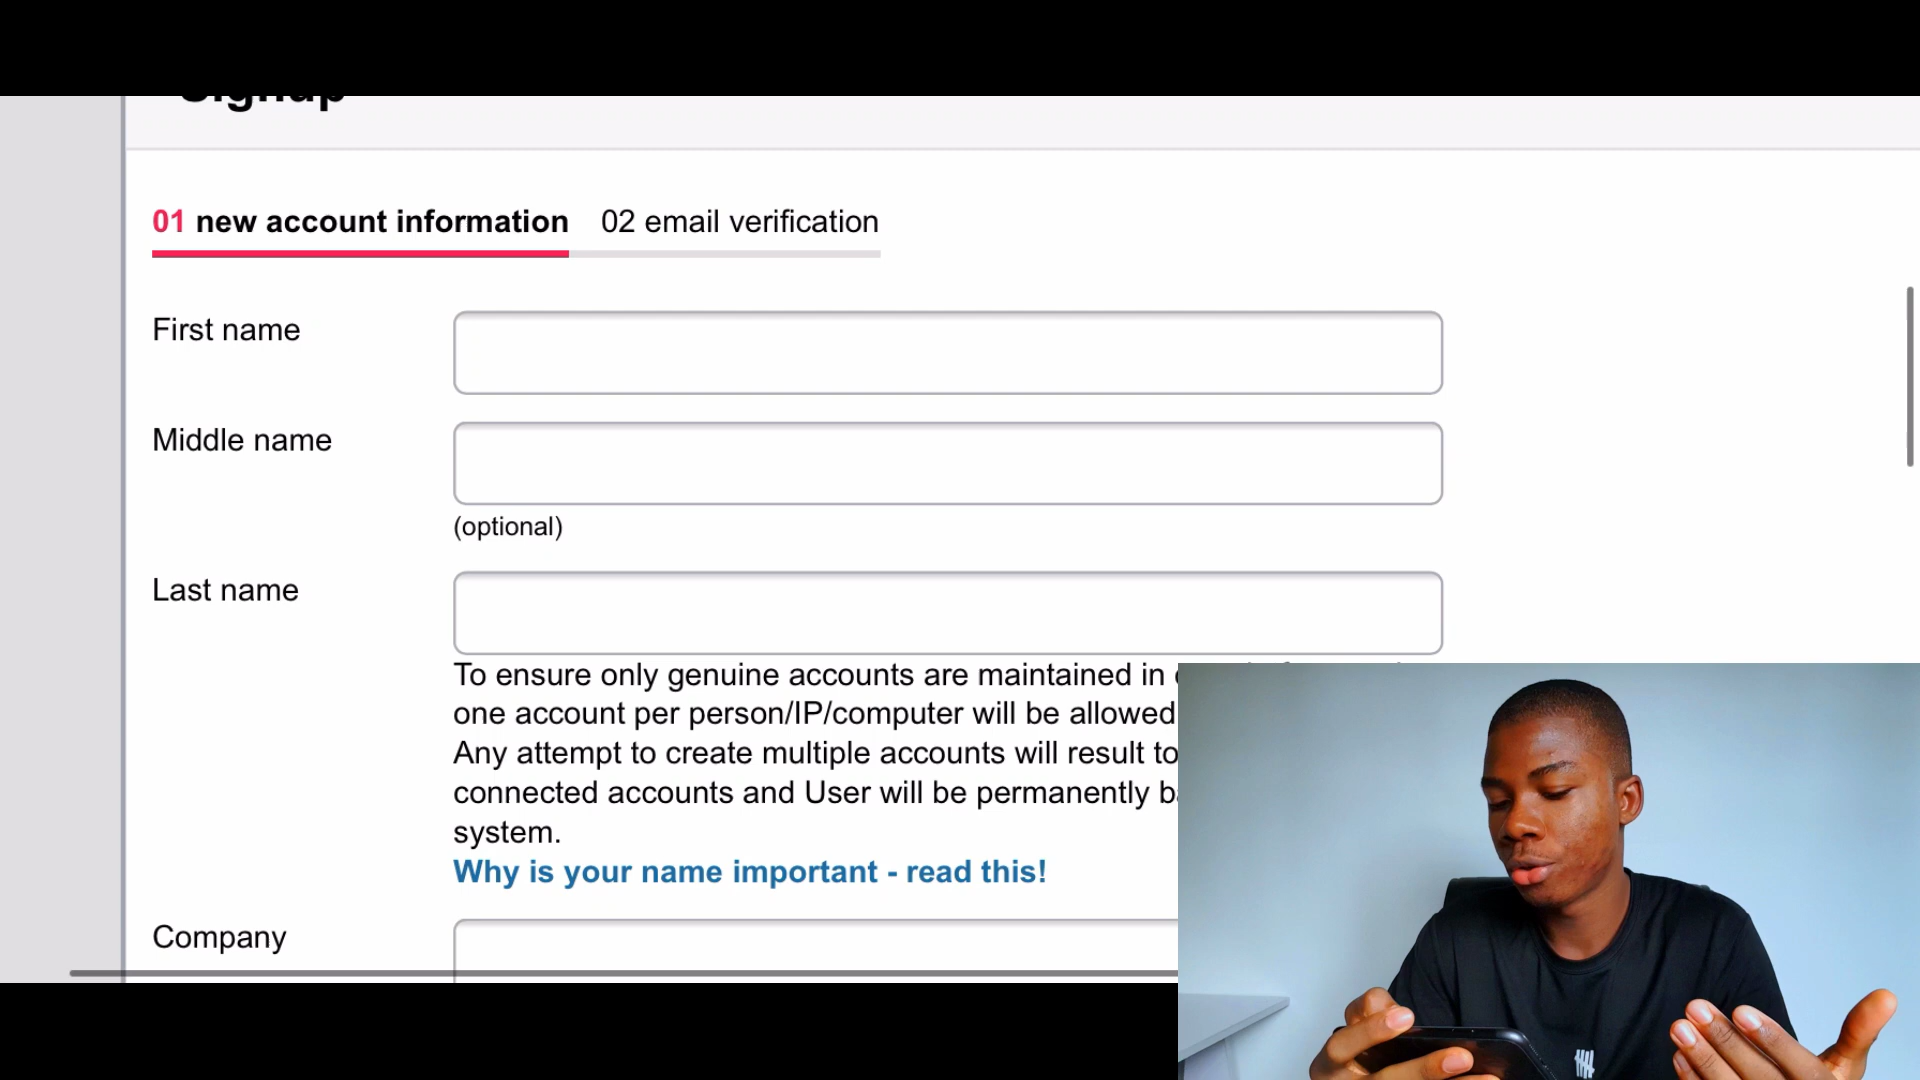 Signup
01 new account information 02 email verification
First name
Middle name
(optional)
Last name
To ensure only genuine accounts are maintained in
one account per person/IP/computer will be allowed
Any attempt to create multiple accounts will result to
connected accounts and User will be permanently
system.
Why is your name important - read this!
Company